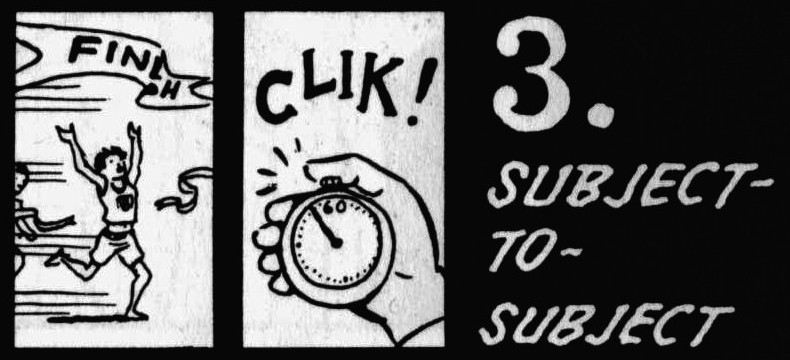 FINISH
CLIK!
60
3.
SUBJECT-
TO-
SUBJECT